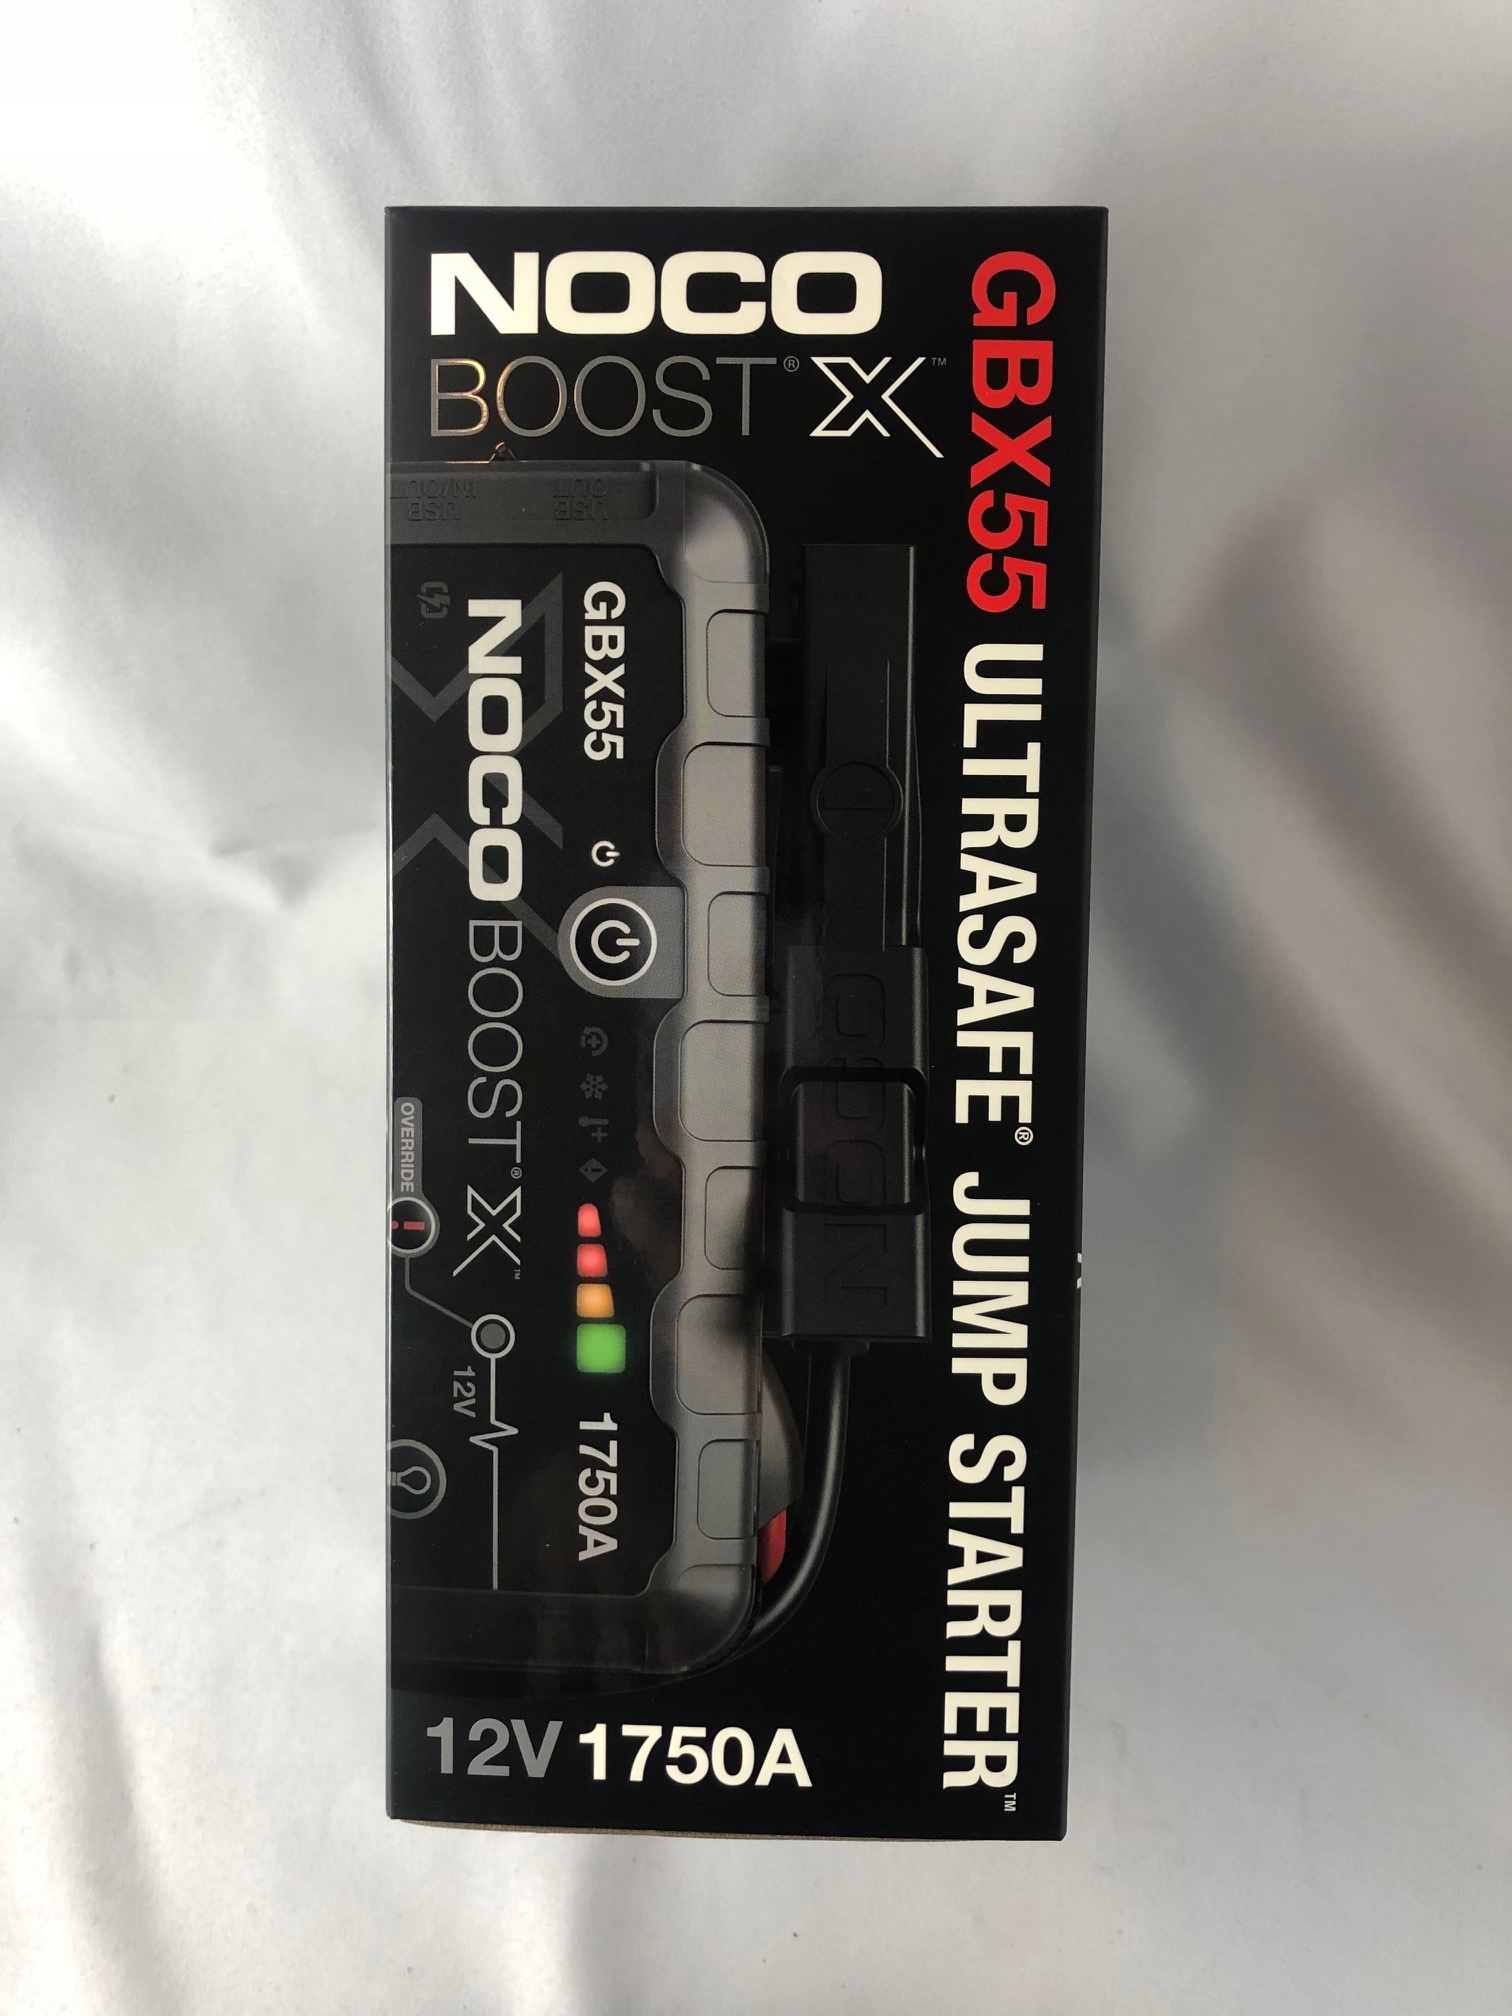 NOCO
BOOST® X™
GBX55 ULTRASAFE® JUMP STARTER™
USB IN/OUT
USB OUT
GBX55
1750A
NOCO BOOST® X™
OVERRIDE
12V
NOCO
12V 1750A